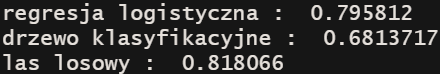 regresja logistyczna :  0.795812
drzewo klasyfikacyjne :  0.6813717
las losowy :  0.818066